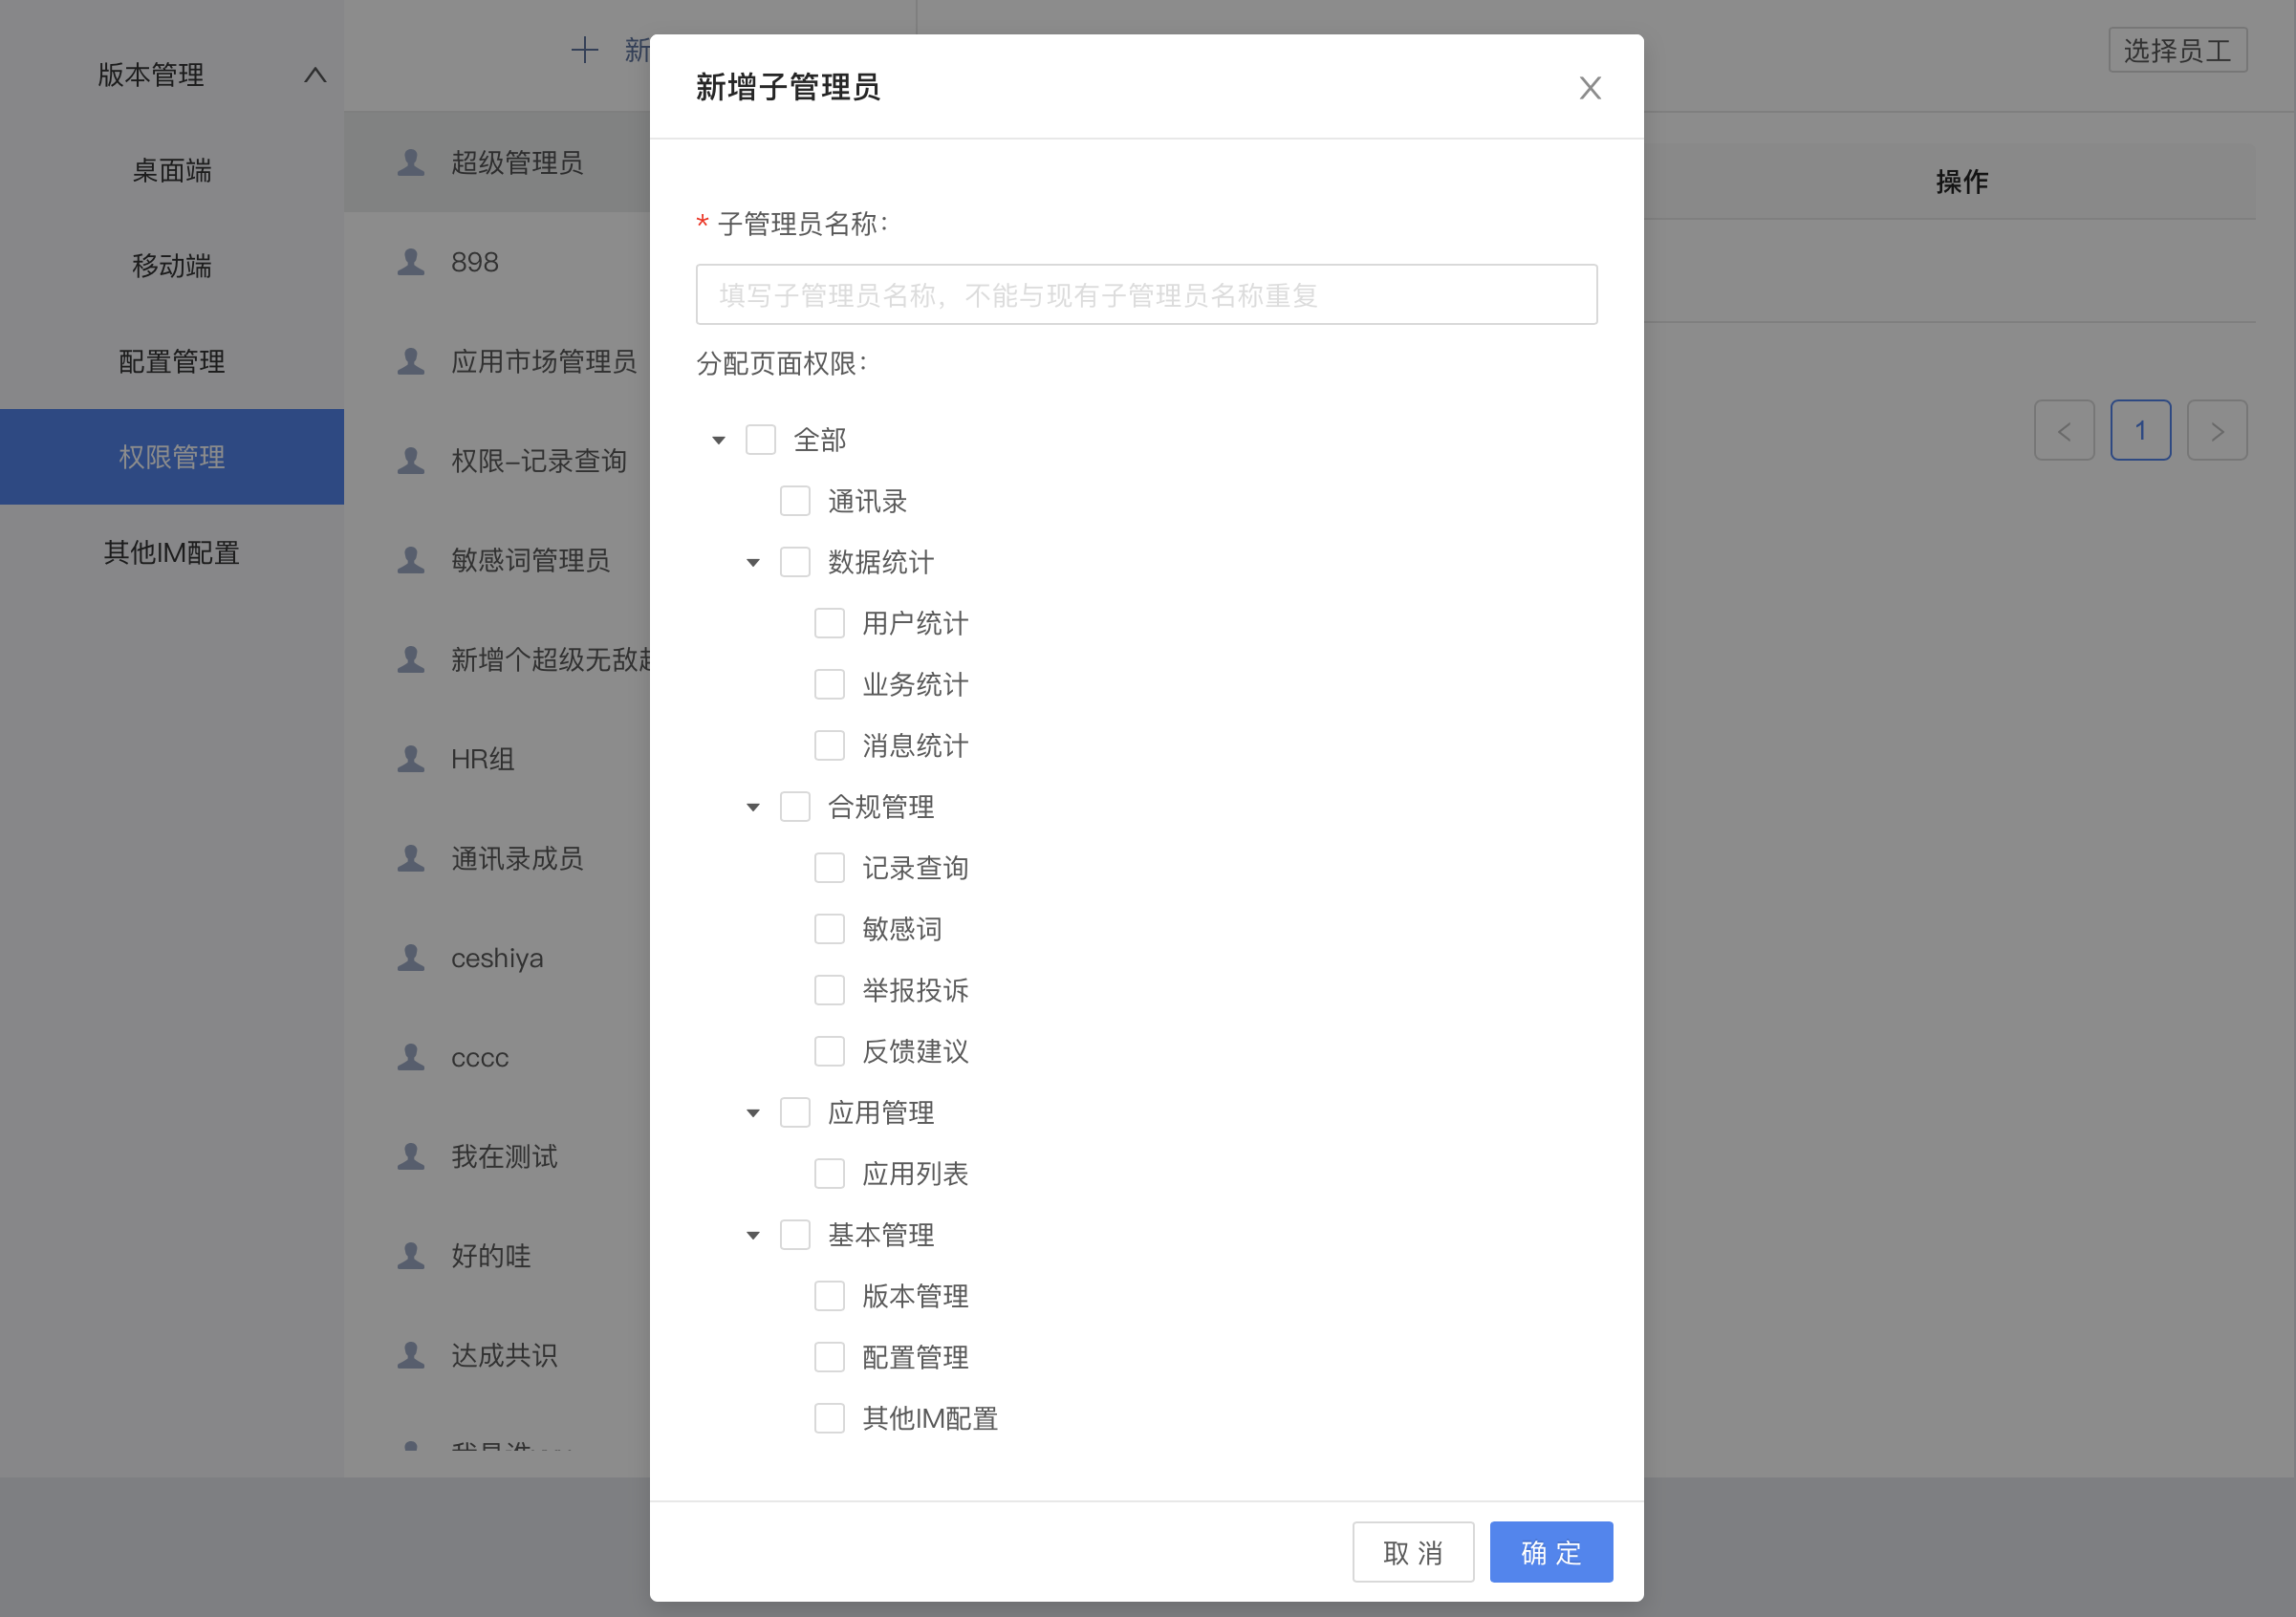 版本管理
桌面端
移动端
配置管理
权限管理
其他IM配置
新
超级管理员
898
应用市场管理员
权限-记录查询
敏感词管理员
新增个超级无敌
HR组
通讯录成员
ceshiya
cccc
我在测试
好的哇
达成共识
新增子管理员
* 子管理员名称:
填写子管理员名称，不能与现有子管理员名称重复
分配页面权限:
全部
通讯录
数据统计
用户统计
业务统计
消息统计
合规管理
记录查询
敏感词
举报投诉
反馈建议
应用管理
应用列表
基本管理
版本管理
配置管理
其他IM配置
取 消
确 定
选择员工
操作
1